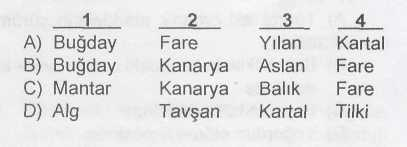 1 2 3 4
A) Buğday Fare Yılan Kartal
B) Buğday Kanarya Aslan Fare
C) Mantar Kanarya Balık Fare
D) Alg Tavşan Kartal Tilki